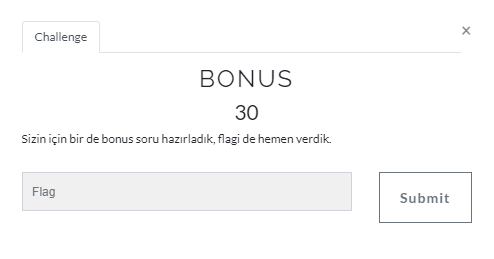 Challenge
×
BONUS
30
Sizin için bir de bonus soru hazırladık, flagi de hemen verdik.
Flag
Submit